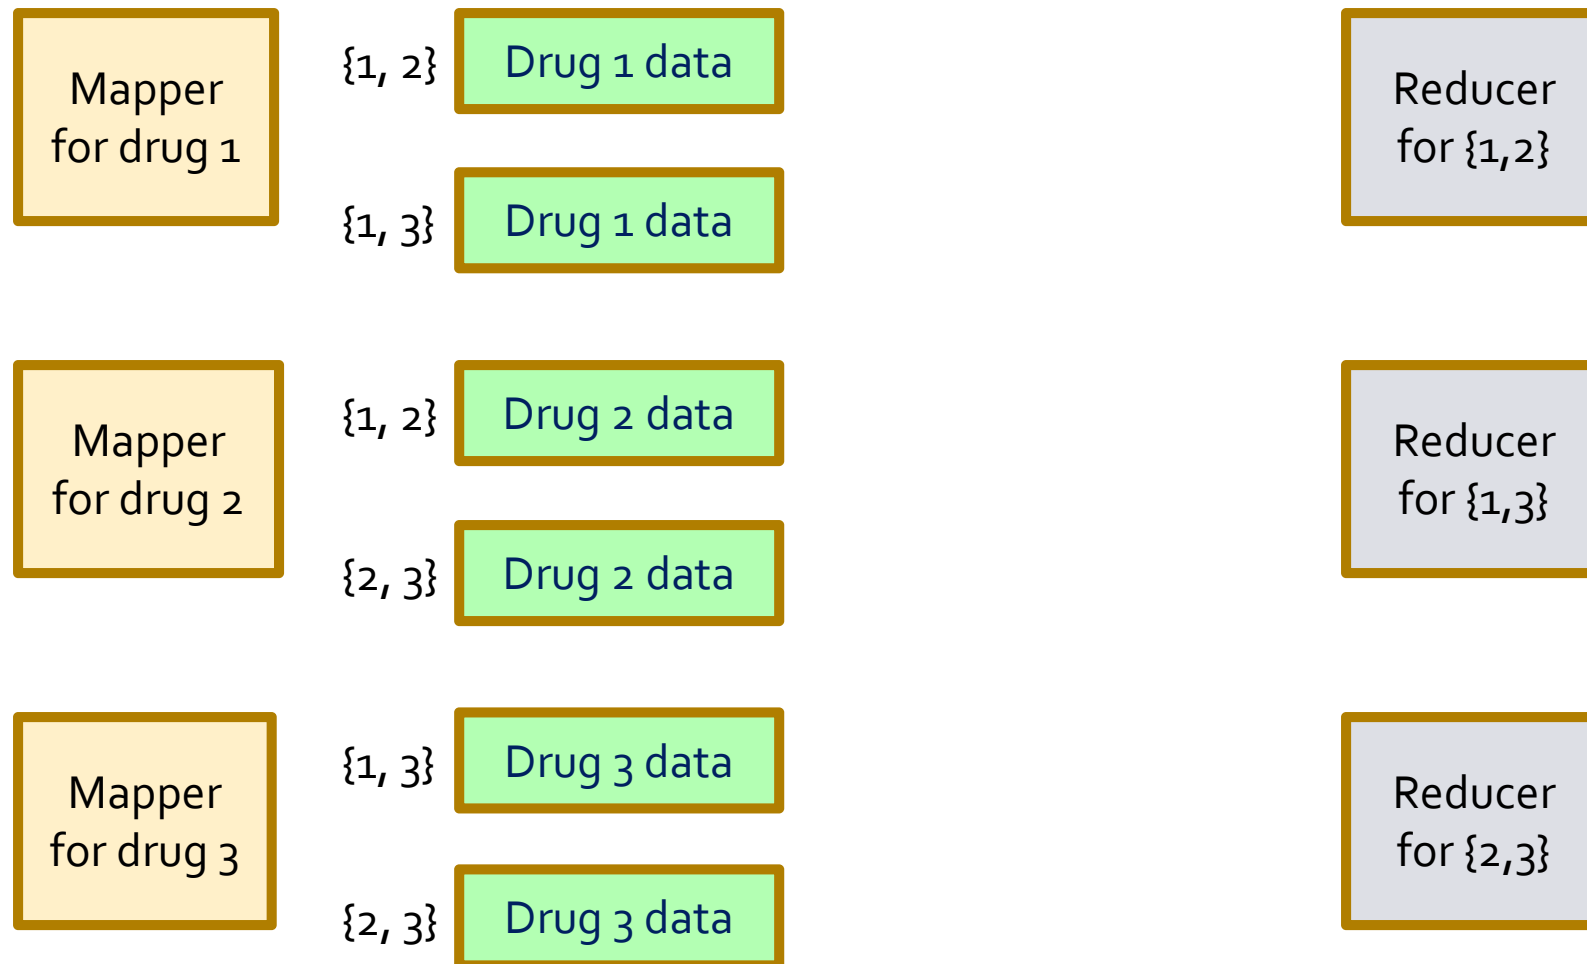 Mapper
for drug 1
{1, 2}
Drug 1 data
{1, 3}
Drug 1 data
Reducer
for {1,2}
Mapper
for drug 2
{1, 2}
Drug 2 data
{2, 3}
Drug 2 data
Reducer
for {1,3}
Mapper
for drug 3
{1, 3}
Drug 3 data
{2, 3}
Drug 3 data
Reducer
for {2,3}